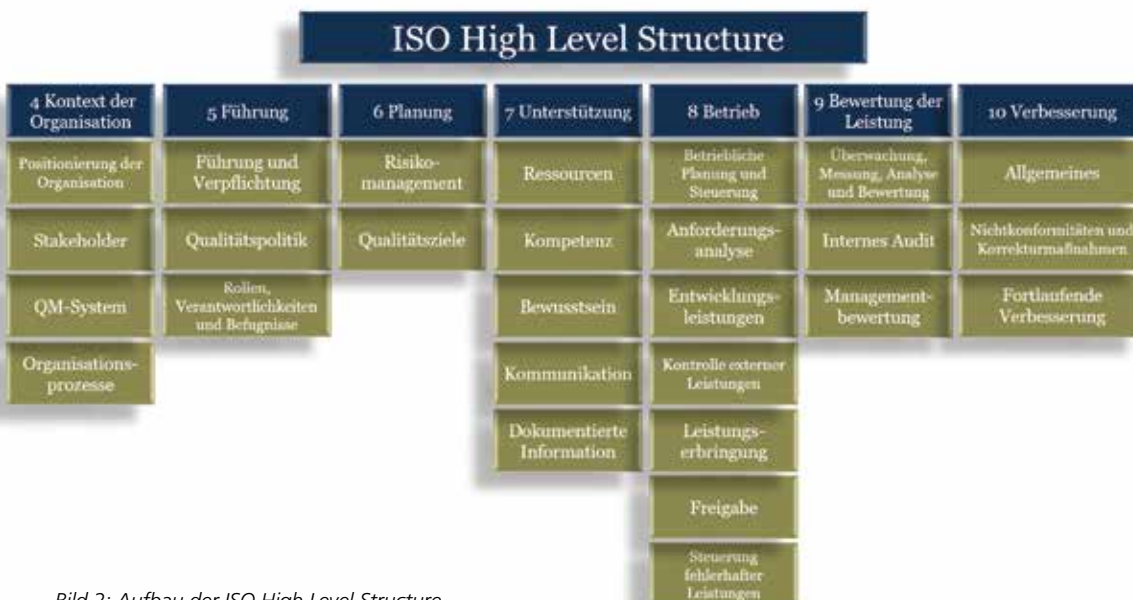 ISO High Level Structure
4 Kontext der
Organisation
Positionierung der
Organisation
Stakeholder
QM-System
Organisations-
prozesse
5 Führung
Führung und
Verpflichtung
Qualitätspolitik
Rollen,
Verantwortlichkeiten
und Befugnisse
6 Planung
Risiko-
management
Qualitätsziele
7 Unterstützung
Ressourcen
Kompetenz
Bewusstsein
Kommunikation
Dokumentierte
Information
8 Betrieb
Betriebliche
Planung und
Steuerung
Anforderungs-
analyse
Entwicklungs-
leistungen
Kontrolle externer
Leistungen
Leistungs-
erbringung
Freigabe
Steuerung
fehlerhafter
Leistungen
9 Bewertung der
Leistung
Überwachung,
Messung, Analyse
und Bewertung
Internes Audit
Management-
bewertung
10 Verbesserung
Allgemeines
Nichtkonformitäten und
Korrekturmaßnahmen
Fortlaufende
Verbesserung
Bild 2: Aufbau der ISO High Level Structure